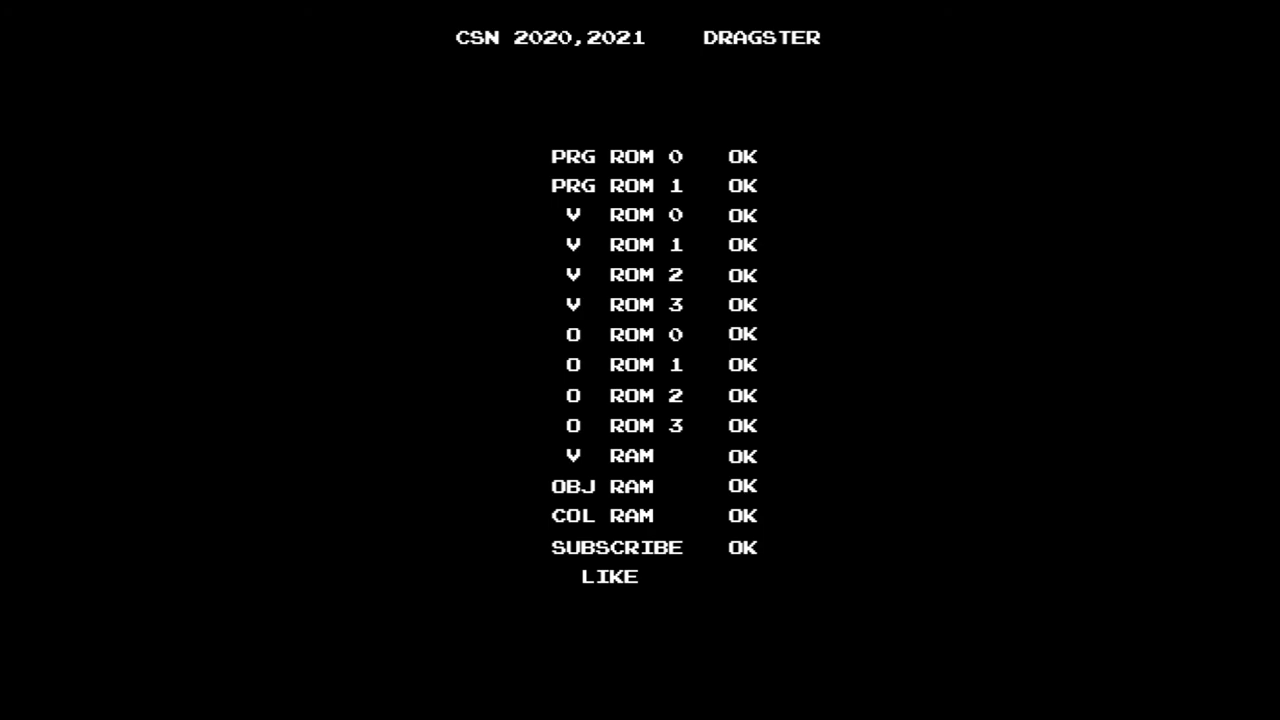 CSN 2020,2021 DRAGSTER
PRG ROM 0 OK
PRG ROM 1 OK
V ROM 0 OK
V ROM 1 OK
V ROM 2 OK
V ROM 3 OK
O ROM 0 OK
O ROM 1 OK
O ROM 2 OK
O ROM 3 OK
V RAM OK
OBJ RAM OK
COL RAM OK
SUBSCRIBE OK
LIKE